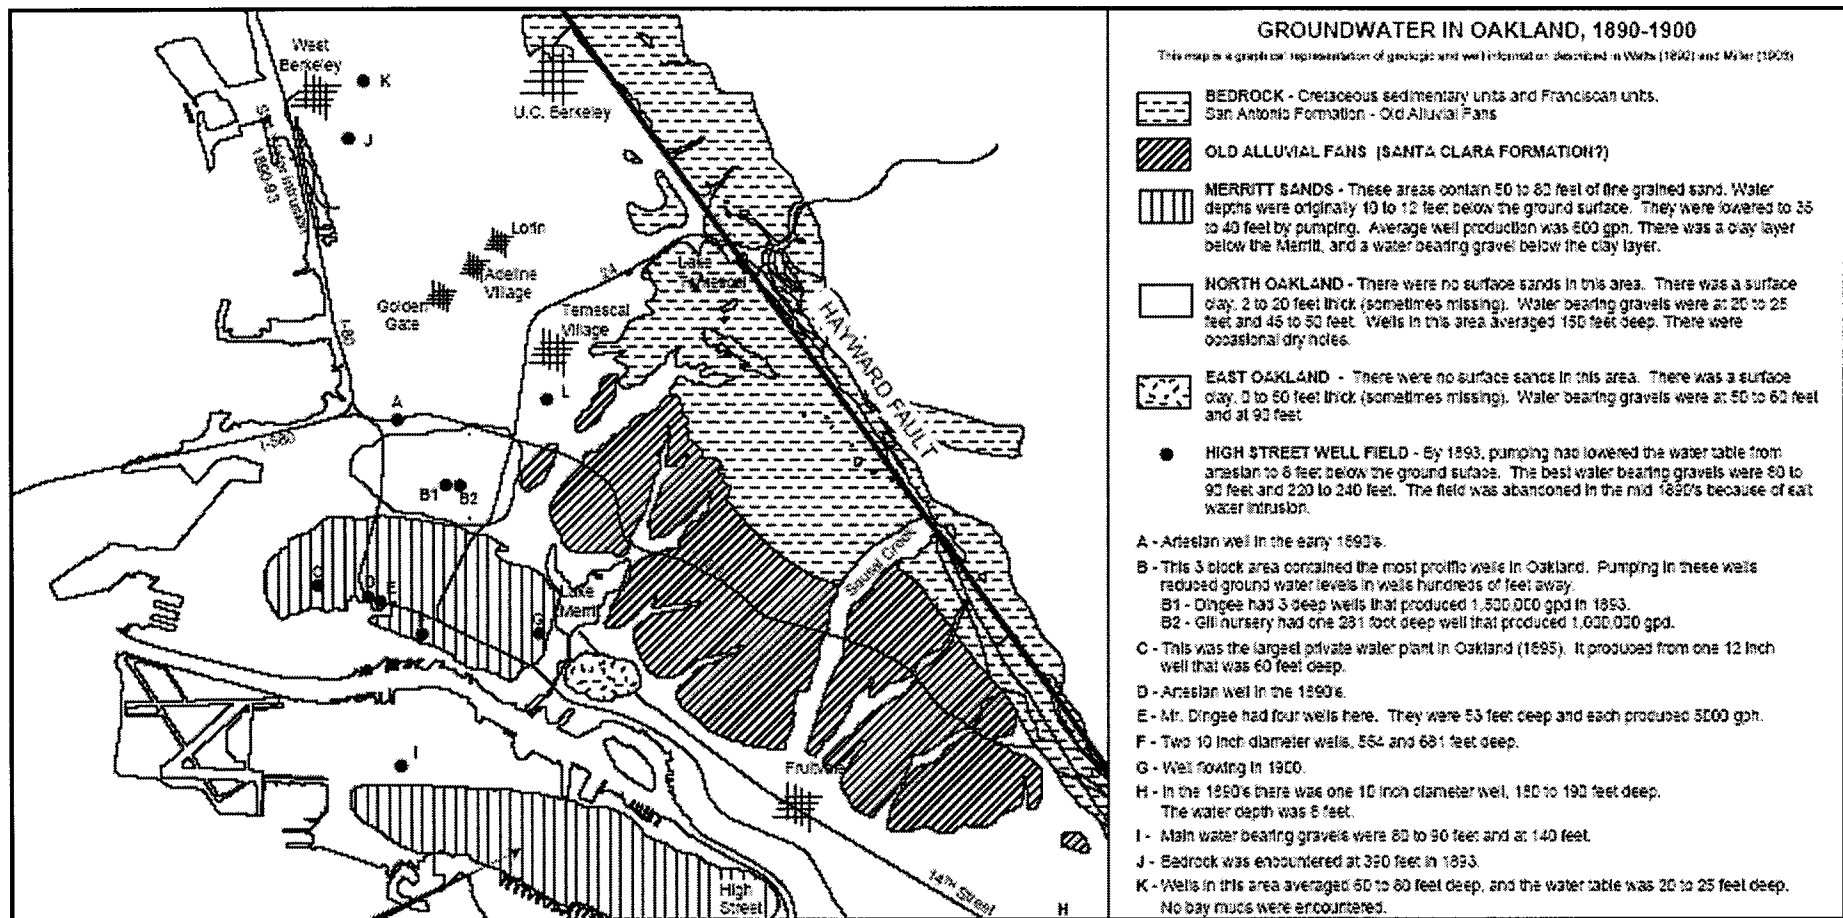 West
Berkeley
K
U.C. Berkeley
J
1890-93
Lorin
Adeline
Village
Golden
Gate
24
Lake
Temescal
Temescal
Village
I-80
HAYWARD FAULT
L
A
I-580
B1
B2
C
D
E
G
Lake
Merritt
Sausal Creek
I
Fruitvale
14TH Street
High
Street
H
GROUNDWATER IN OAKLAND, 1890-1900
This map is a graphical representation of geologic and well information described in Watts (1892) and Miller (1903)
BEDROCK - Cretaceous sedimentary units and Franciscan units.
San Antonio Formation - Old Alluvial Fans
OLD ALLUVIAL FANS (SANTA CLARA FORMATION?)
MERRITT SANDS - These areas contain 50 to 80 feet of fine grained sand. Water
depths were originally 10 to 12 feet below the ground surface. They were lowered to 35
to 40 feet by pumping. Average well production was 600 gph. There was a clay layer
below the Merritt, and a water bearing gravel below the clay layer.
NORTH OAKLAND - There were no surface sands in this area. There was a surface
clay, 2 to 20 feet thick (sometimes missing). Water bearing gravels were at 20 to 25
feet and 45 to 50 feet. Wells in this area averaged 150 feet deep. There were
occasional dry holes.
EAST OAKLAND - There were no surface sands in this area. There was a surface
clay, 0 to 60 feet thick (sometimes missing). Water bearing gravels were at 50 to 60 feet
and at 90 feet
HIGH STREET WELL FIELD - By 1893, pumping had lowered the water table from
artesian to 8 feet below the ground surface. The best water bearing gravels were 80 to
90 feet and 220 to 240 feet. The field was abandoned in the mid 1890's because of salt
water intrusion.
A - Artesian well in the early 1890's.
B - This 3 block area contained the most prolific wells in Oakland. Pumping in these wells
reduced ground water levels in wells hundreds of feet away.
B1 - Dingee had 3 deep wells that produced 1,500,000 gpd in 1893.
B2 - Gill nursery had one 281 foot deep well that produced 1,000,000 gpd.
C - This was the largest private water plant in Oakland (1895). It produced from one 12 inch
well that was 60 feet deep.
D - Artesian well in the 1890's.
E - Mr. Dingee had four wells here. They were 53 feet deep and each produced 5000 gph.
F - Two 10 inch diameter wells, 564 and 681 feet deep.
G - Well flowing in 1900.
H - In the 1890's there was one 10 inch diameter well, 180 to 190 feet deep.
The water depth was 8 feet.
I - Main water bearing gravels were 80 to 90 feet and at 140 feet.
J - Bedrock was encountered at 390 feet in 1893.
K - Wells in this area averaged 60 to 80 feet deep, and the water table was 20 to 25 feet deep.
No bay muds were encountered.